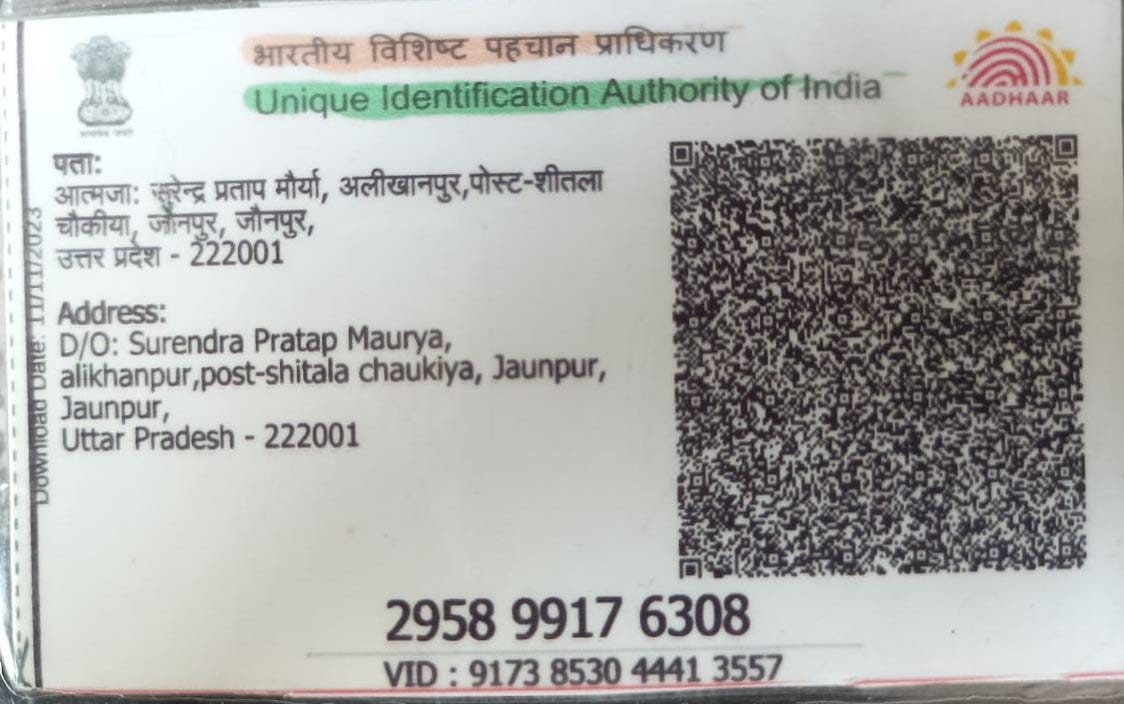 भारतीय विशिष्ट पहचान प्राधिकरण
Unique Identification Authority of India
AADHAAR
पता:
आत्मजा: सुरेन्द्र प्रताप मौर्या, अलीखानपुर,पोस्ट-शीतला
चौकीया, जौनपुर, जौनपुर,
उत्तर प्रदेश - 222001
Address:
D/O: Surendra Pratap Maurya,
alikhanpur,post-shitala chaukiya, Jaunpur,
Jaunpur,
Uttar Pradesh - 222001
Download Date: 11/11/2023
2958 9917 6308
VID : 9173 8530 4441 3557